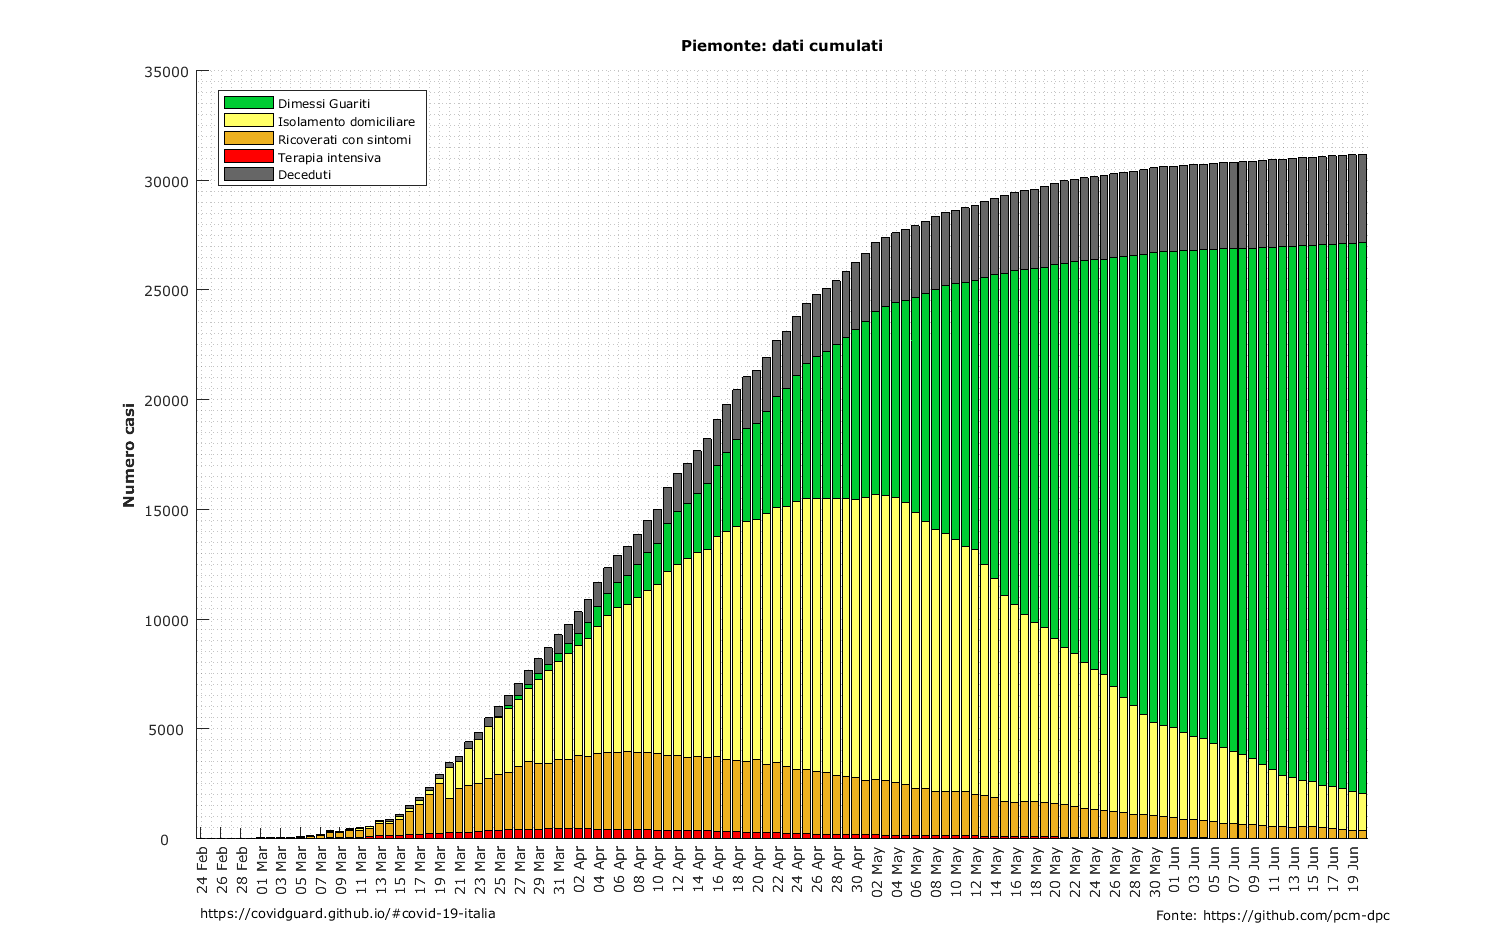 Piemonte: dati cumulati
35000
30000
25000
20000
15000
10000
5000
0
Numero casi
Dimessi Guariti
Isolamento domiciliare
Ricoverati con sintomi
Terapia intensiva
Deceduti
24 Feb
26 Feb
28 Feb
01 Mar
03 Mar
05 Mar
07 Mar
09 Mar
11 Mar
13 Mar
15 Mar
17 Mar
19 Mar
21 Mar
23 Mar
25 Mar
27 Mar
29 Mar
31 Mar
02 Apr
04 Apr
06 Apr
08 Apr
10 Apr
12 Apr
14 Apr
16 Apr
18 Apr
20 Apr
22 Apr
24 Apr
26 Apr
28 Apr
30 Apr
02 May
04 May
06 May
08 May
10 May
12 May
14 May
16 May
18 May
20 May
22 May
24 May
26 May
28 May
30 May
01 Jun
03 Jun
05 Jun
07 Jun
09 Jun
11 Jun
13 Jun
15 Jun
17 Jun
19 Jun
https://covidguard.github.io/#covid-19-italia
Fonte: https://github.com/pcm-dpc